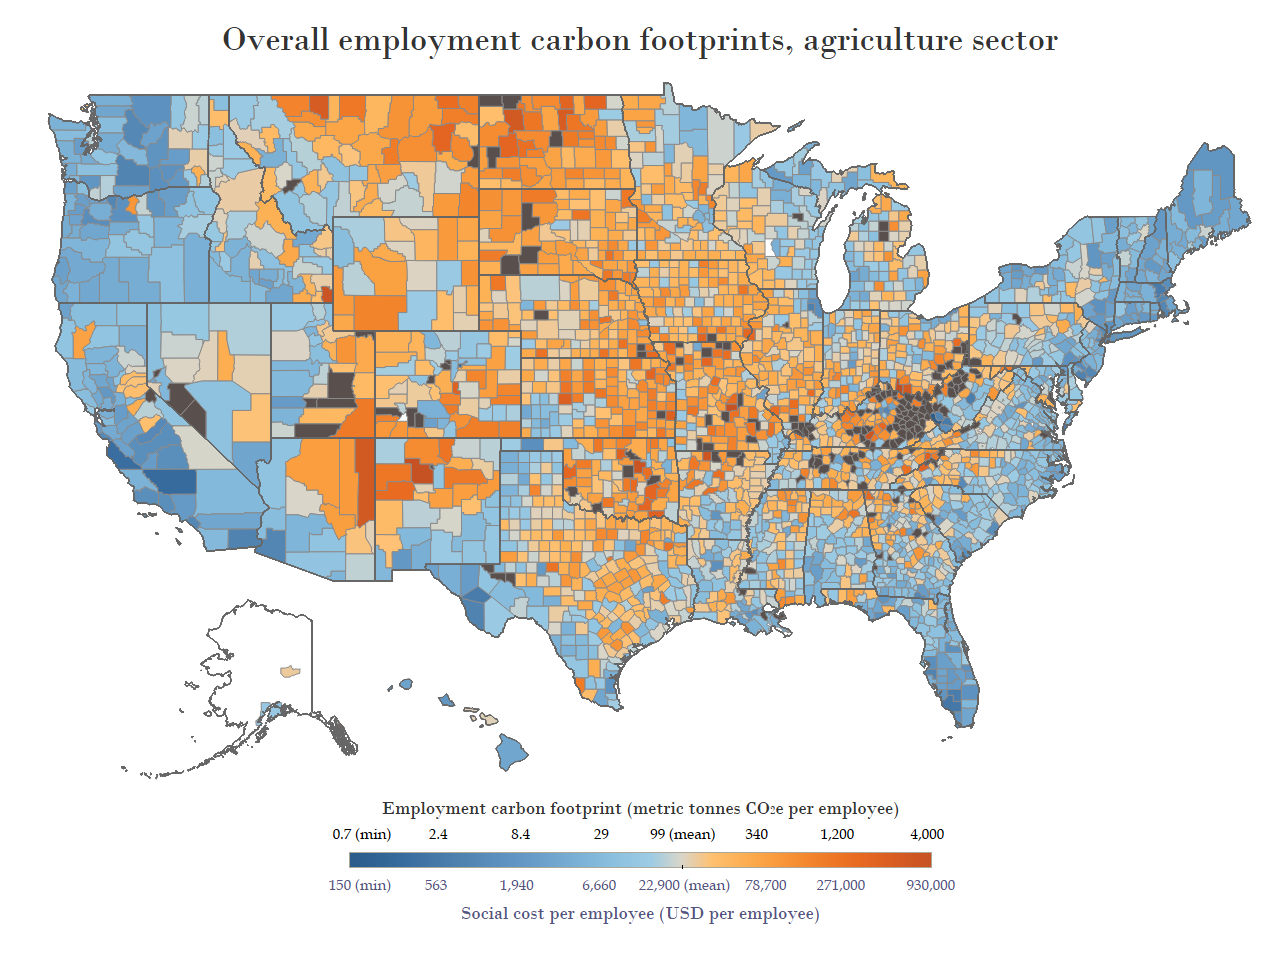 Overall employment carbon footprints, agriculture sector
Employment carbon footprint (metric tonnes CO₂e per employee)
0.7 (min) 2.4 8.4 29 99 (mean) 340 1,200 4,000
150 (min) 563 1,940 6,660 22,900 (mean) 78,700 271,000 930,000
Social cost per employee (USD per employee)